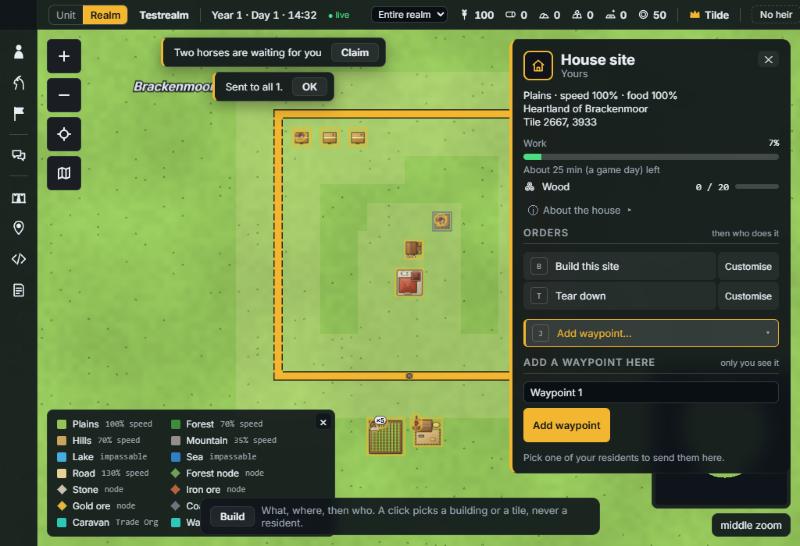 Unit Realm Testrealm Year 1 · Day 1 · 14:32 • live Entire realm 100 0 0 0 0 50 Tilde No heir
Two horses are waiting for you Claim
Sent to all 1. OK
House site
Yours
Plains · speed 100% · food 100%
Heartland of Brackenmoor
Tile 2667, 3933
Work 7%
About 25 min (a game day) left
Wood 0 / 20
About the house
ORDERS then who does it
B Build this site Customise
T Tear down Customise
J Add waypoint...
ADD A WAYPOINT HERE only you see it
Waypoint 1
Add waypoint
Pick one of your residents to send them here.
Plains 100% speed Forest 70% speed
Hills 70% speed Mountain 35% speed
Lake impassable Sea impassable
Road 130% speed Forest node
Stone node Iron ore node
Gold ore node
Caravan Trade Org
Build What, where, then who. A click picks a building or a tile, never a
resident.
middle zoom